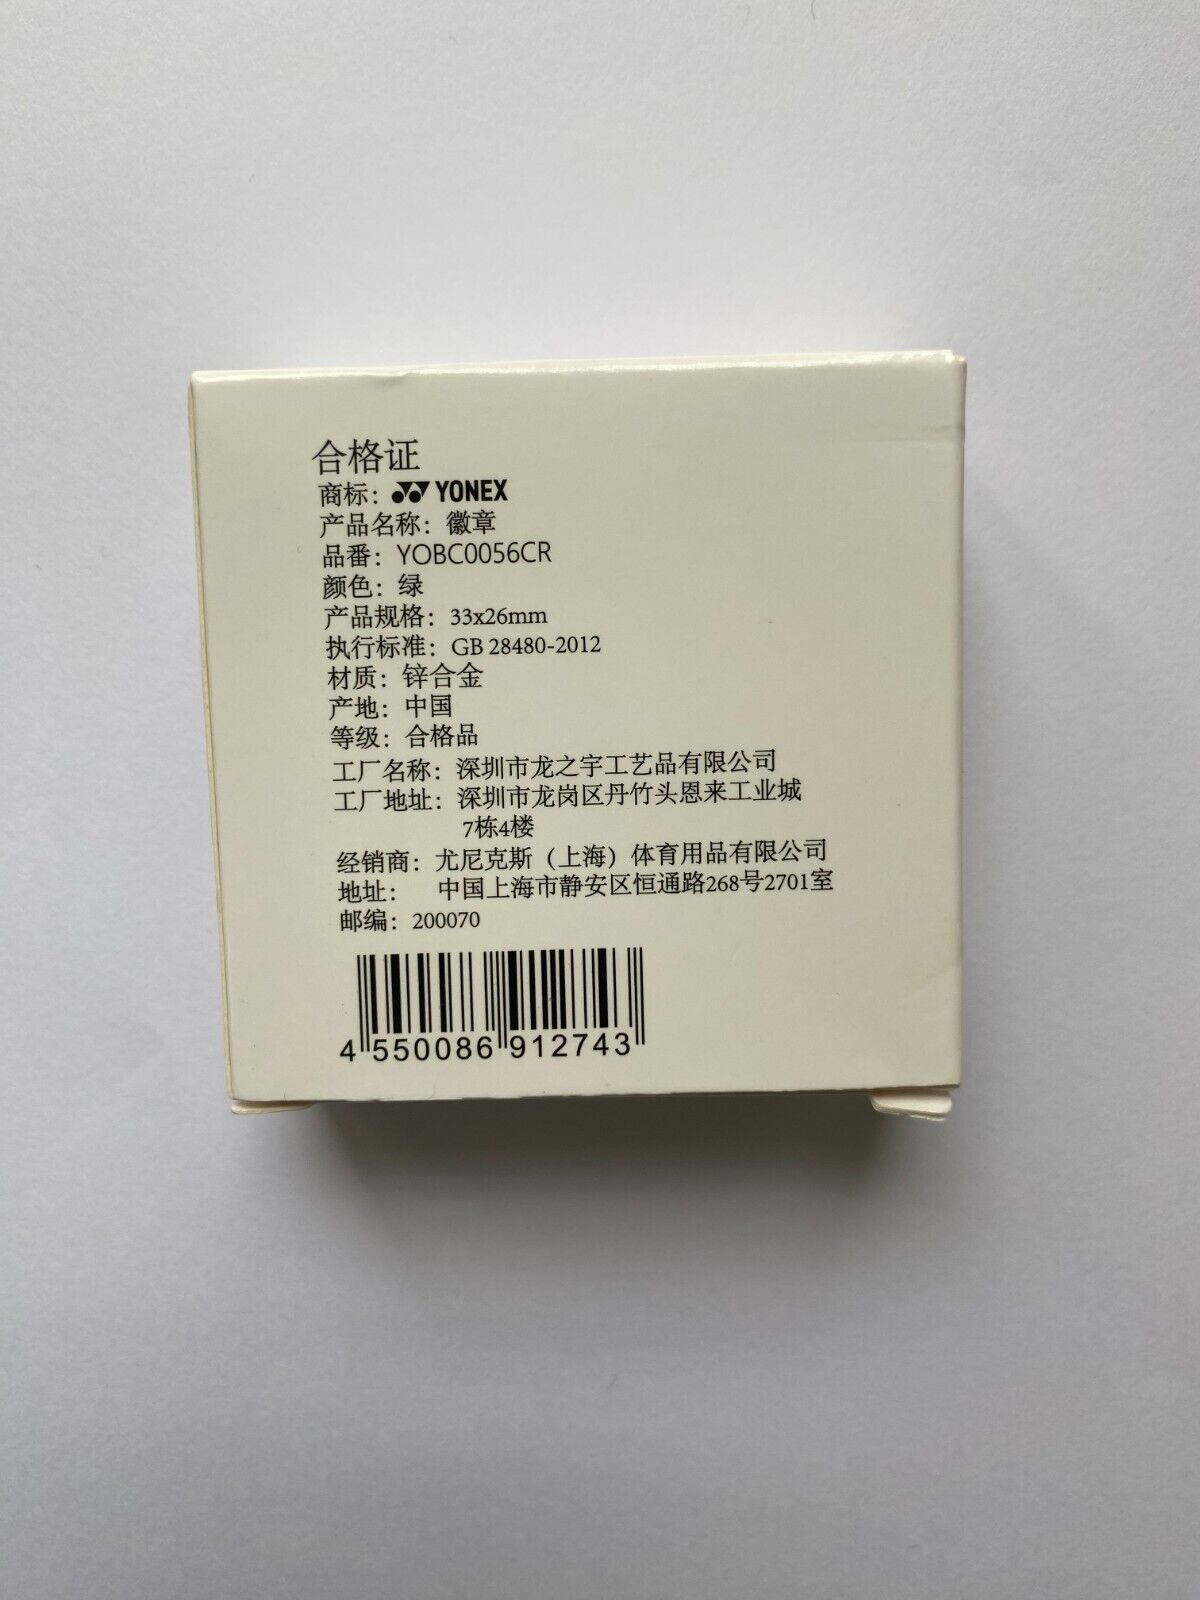 合格证
商标：YONEX
产品名称：徽章
品番：YOBC0056CR
颜色：绿
产品规格：33x26mm
执行标准：GB 28480-2012
材质：锌合金
产地：中国
等级：合格品
工厂名称：深圳市龙之宇工艺品有限公司
工厂地址：深圳市龙岗区丹竹头恩来工业城
7栋4楼
经销商：尤尼克斯（上海）体育用品有限公司
地址：中国上海市静安区恒通路268号2701室
邮编：200070
4 550086 912743